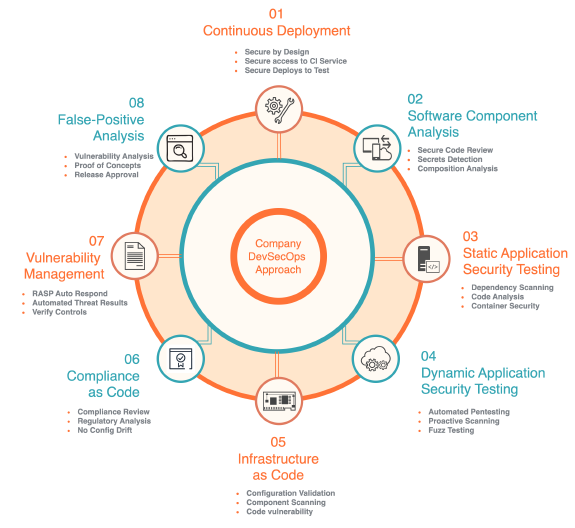 01
Continuous Deployment
• Secure by Design
• Secure access to CI Service
• Secure Deploys to Test
02
Software Component
Analysis
• Secure Code Review
• Secrets Detection
• Composition Analysis
03
Static Application
Security Testing
• Dependency Scanning
• Code Analysis
• Container Security
04
Dynamic Application
Security Testing
• Automated Pentesting
• Proactive Scanning
• Fuzz Testing
05
Infrastructure
as Code
• Configuration Validation
• Component Scanning
• Code vulnerability
06
Compliance
as Code
• Compliance Review
• Regulatory Analysis
• No Config Drift
07
Vulnerability
Management
• RASP Auto Respond
• Automated Threat Results
• Verify Controls
08
False-Positive
Analysis
• Vulnerability Analysis
• Proof of Concepts
• Release Approval
Company
DevSecOps
Approach